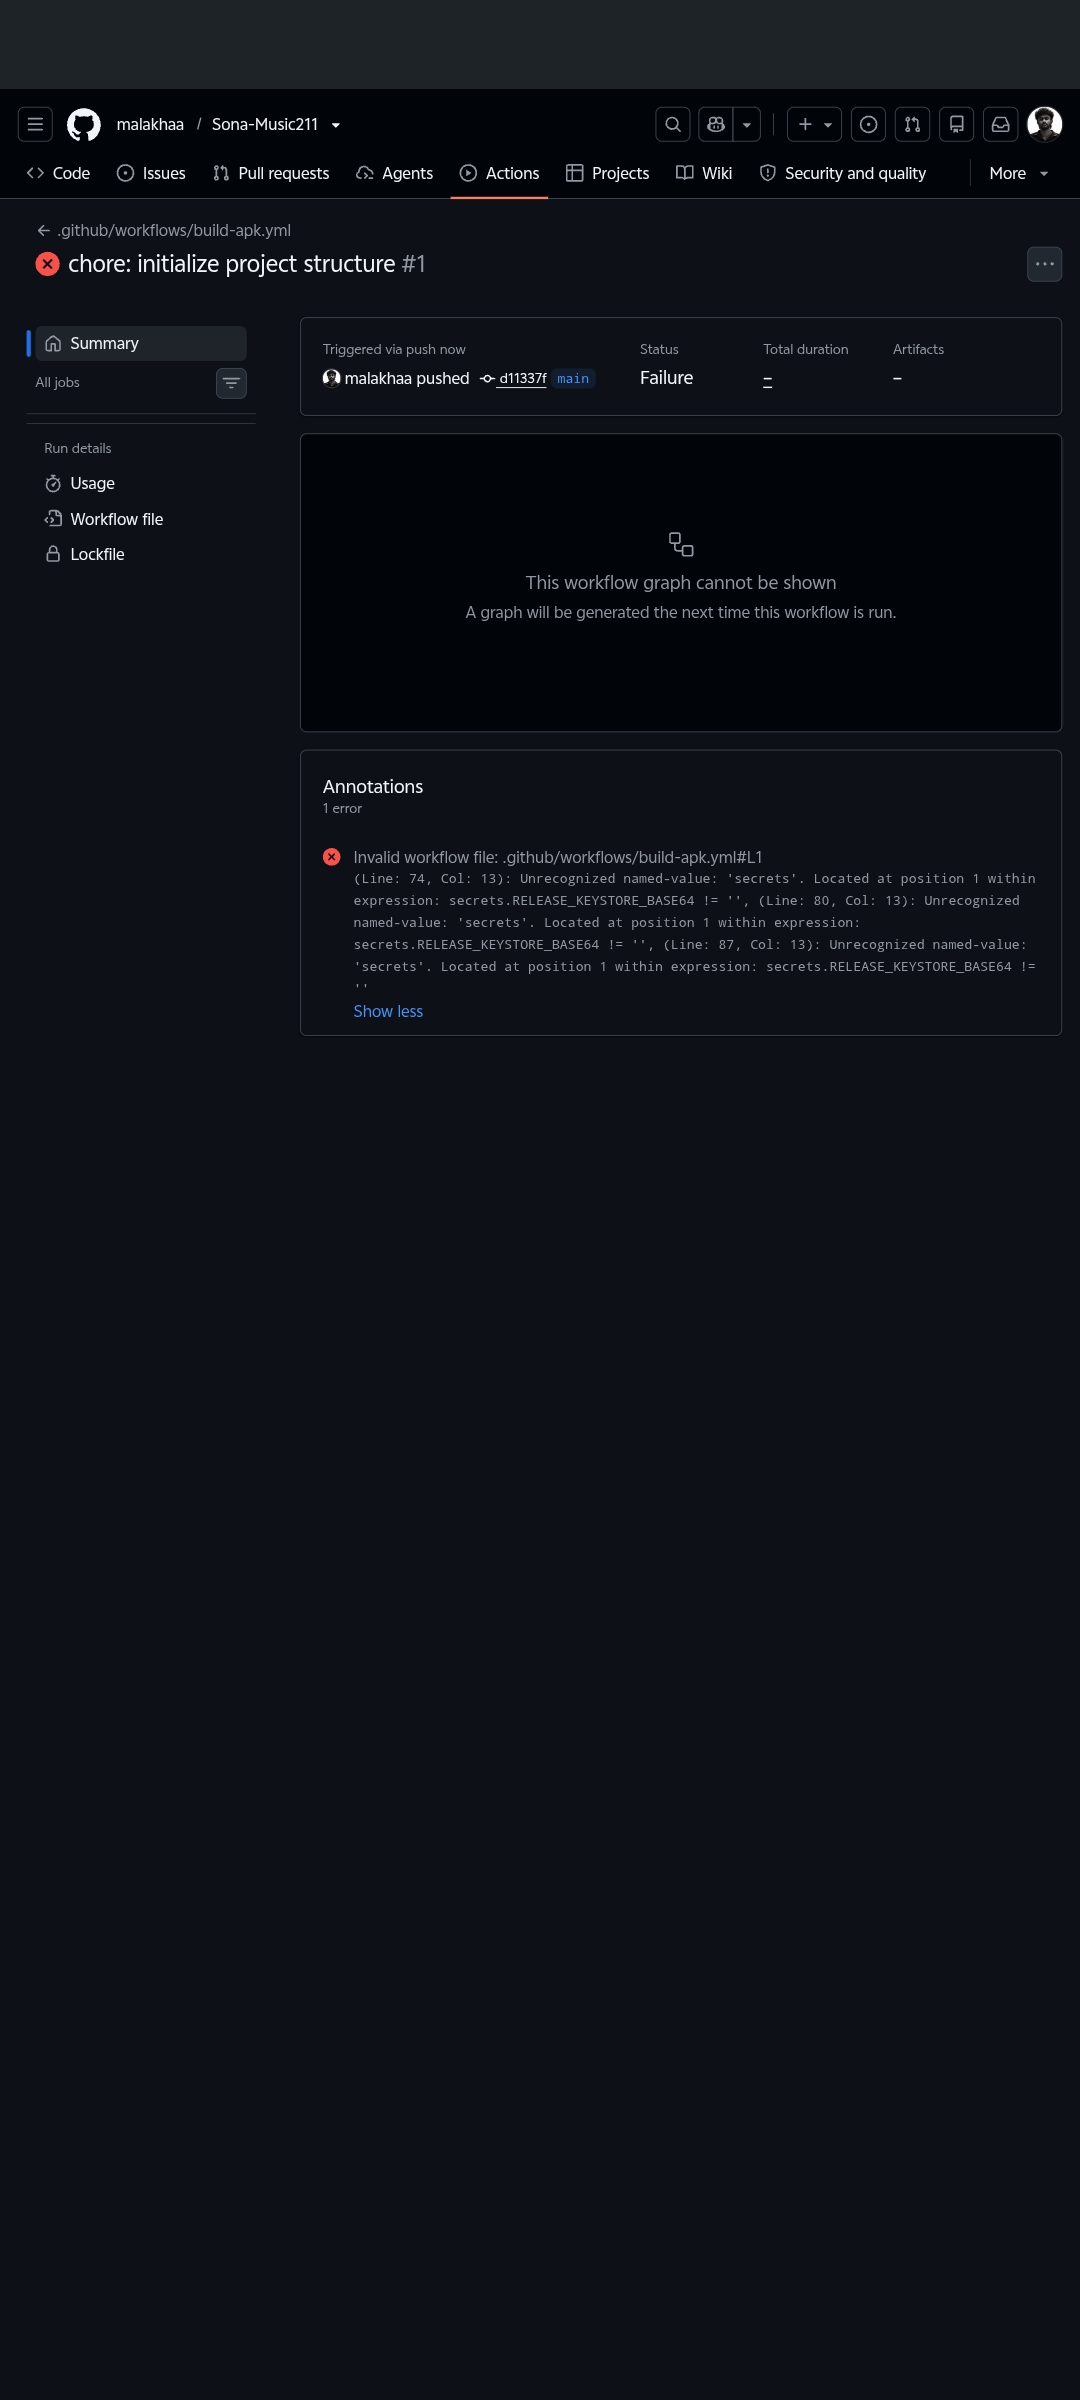 malakhaa / Sona-Music211
Code Issues Pull requests Agents Actions Projects Wiki Security and quality More
.github/workflows/build-apk.yml
chore: initialize project structure #1
Summary
All jobs
Run details
Usage
Workflow file
Lockfile
Triggered via push now
malakhaa pushed d11337f main
Status
Failure
Total duration
–
Artifacts
–
This workflow graph cannot be shown
A graph will be generated the next time this workflow is run.
Annotations
1 error
Invalid workflow file: .github/workflows/build-apk.yml#L1
(Line: 74, Col: 13): Unrecognized named-value: 'secrets'. Located at position 1 within
expression: secrets.RELEASE_KEYSTORE_BASE64 != '', (Line: 80, Col: 13): Unrecognized
named-value: 'secrets'. Located at position 1 within expression:
secrets.RELEASE_KEYSTORE_BASE64 != '', (Line: 87, Col: 13): Unrecognized named-value:
'secrets'. Located at position 1 within expression: secrets.RELEASE_KEYSTORE_BASE64 !=
''
Show less